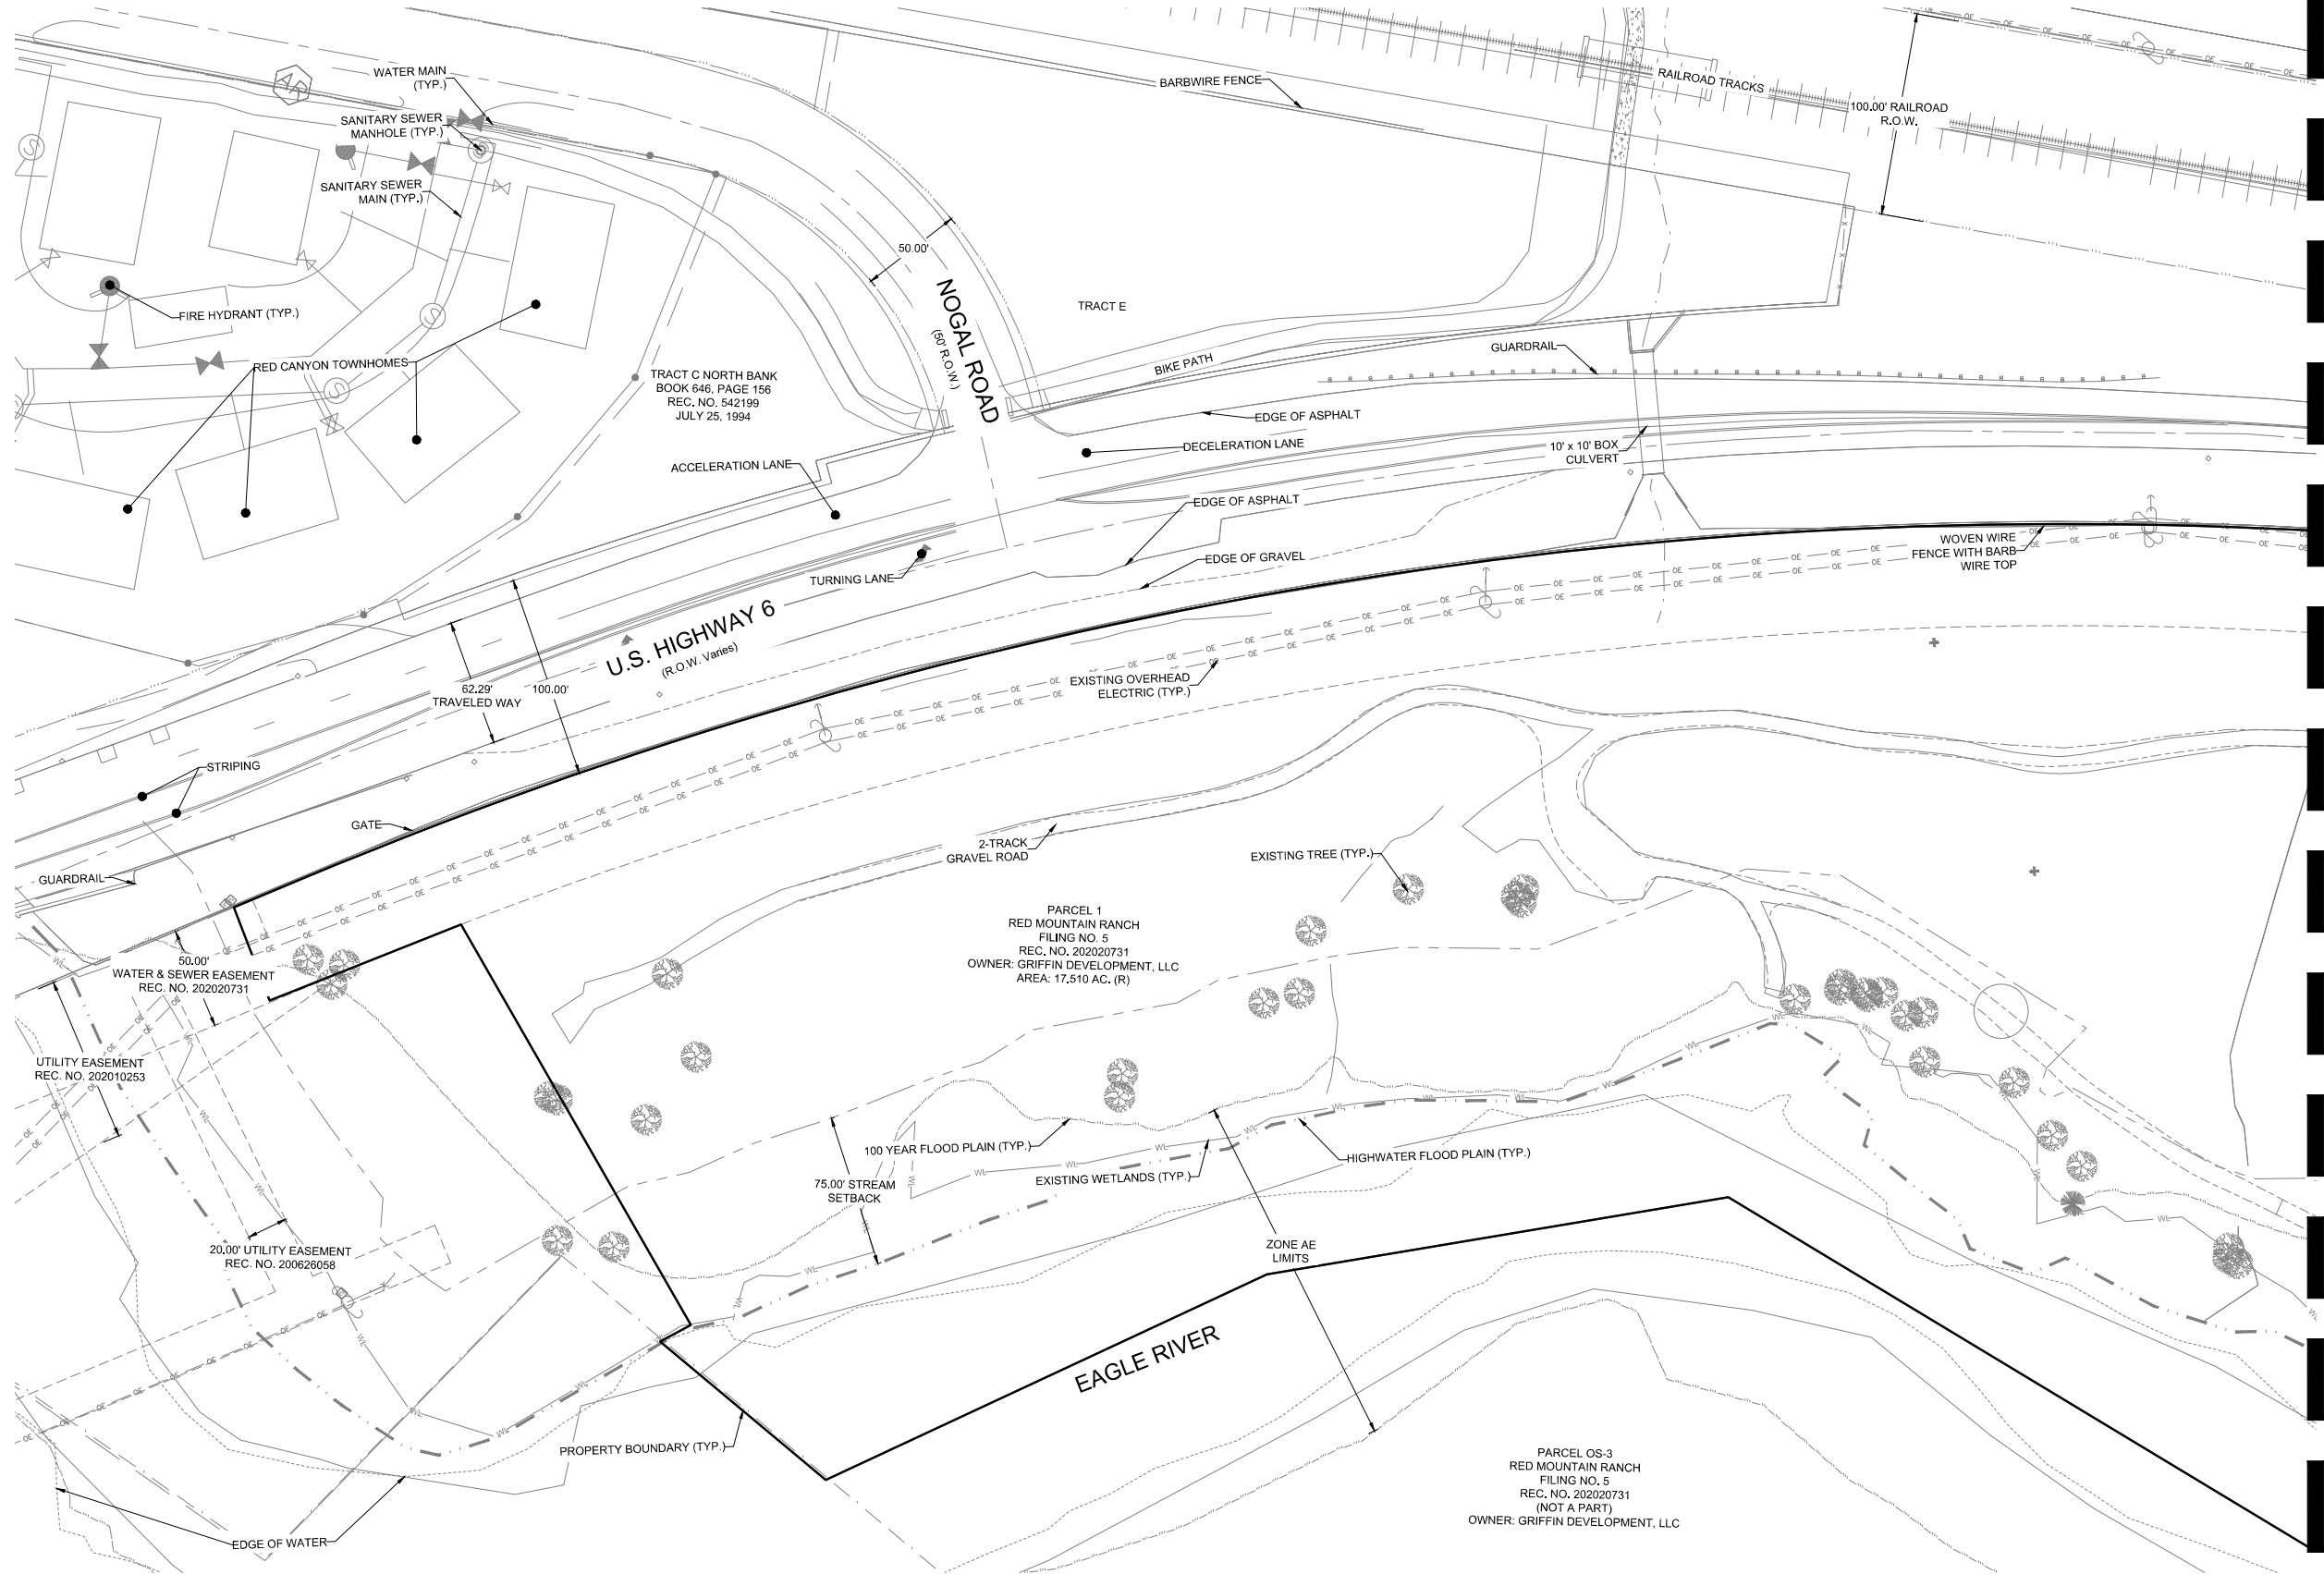 WATER MAIN
(TYP.)
SANITARY SEWER
MANHOLE (TYP.)
SANITARY SEWER
MAIN (TYP.)
FIRE HYDRANT (TYP.)
RED CANYON TOWNHOMES
BARBWIRE FENCE
RAILROAD TRACKS
100.00' RAILROAD
R.O.W.
50.00'
NOGAL ROAD
(50' R.O.W.)
TRACT E
BIKE PATH
GUARDRAIL
TRACT C NORTH BANK
BOOK 646, PAGE 156
REC. NO. 542199
JULY 25, 1994
EDGE OF ASPHALT
DECELERATION LANE
10' x 10' BOX
CULVERT
ACCELERATION LANE
EDGE OF ASPHALT
EDGE OF GRAVEL
WOVEN WIRE
FENCE WITH BARB
WIRE TOP
TURNING LANE
U.S. HIGHWAY 6
(R.O.W. Varies)
62.29'
TRAVELED WAY
100.00'
EXISTING OVERHEAD
ELECTRIC (TYP.)
STRIPING
GATE
GUARDRAIL
2-TRACK
GRAVEL ROAD
EXISTING TREE (TYP.)
PARCEL 1
RED MOUNTAIN RANCH
FILING NO. 5
REC. NO. 202020731
OWNER: GRIFFIN DEVELOPMENT, LLC
AREA: 17.510 AC. (R)
50.00'
WATER & SEWER EASEMENT
REC. NO. 202020731
UTILITY EASEMENT
REC. NO. 202010253
100 YEAR FLOOD PLAIN (TYP.)
HIGHWATER FLOOD PLAIN (TYP.)
EXISTING WETLANDS (TYP.)
75.00' STREAM
SETBACK
20.00' UTILITY EASEMENT
REC. NO. 200626058
ZONE AE
LIMITS
EAGLE RIVER
PROPERTY BOUNDARY (TYP.)
PARCEL OS-3
RED MOUNTAIN RANCH
FILING NO. 5
REC. NO. 202020731
(NOT A PART)
OWNER: GRIFFIN DEVELOPMENT, LLC
EDGE OF WATER